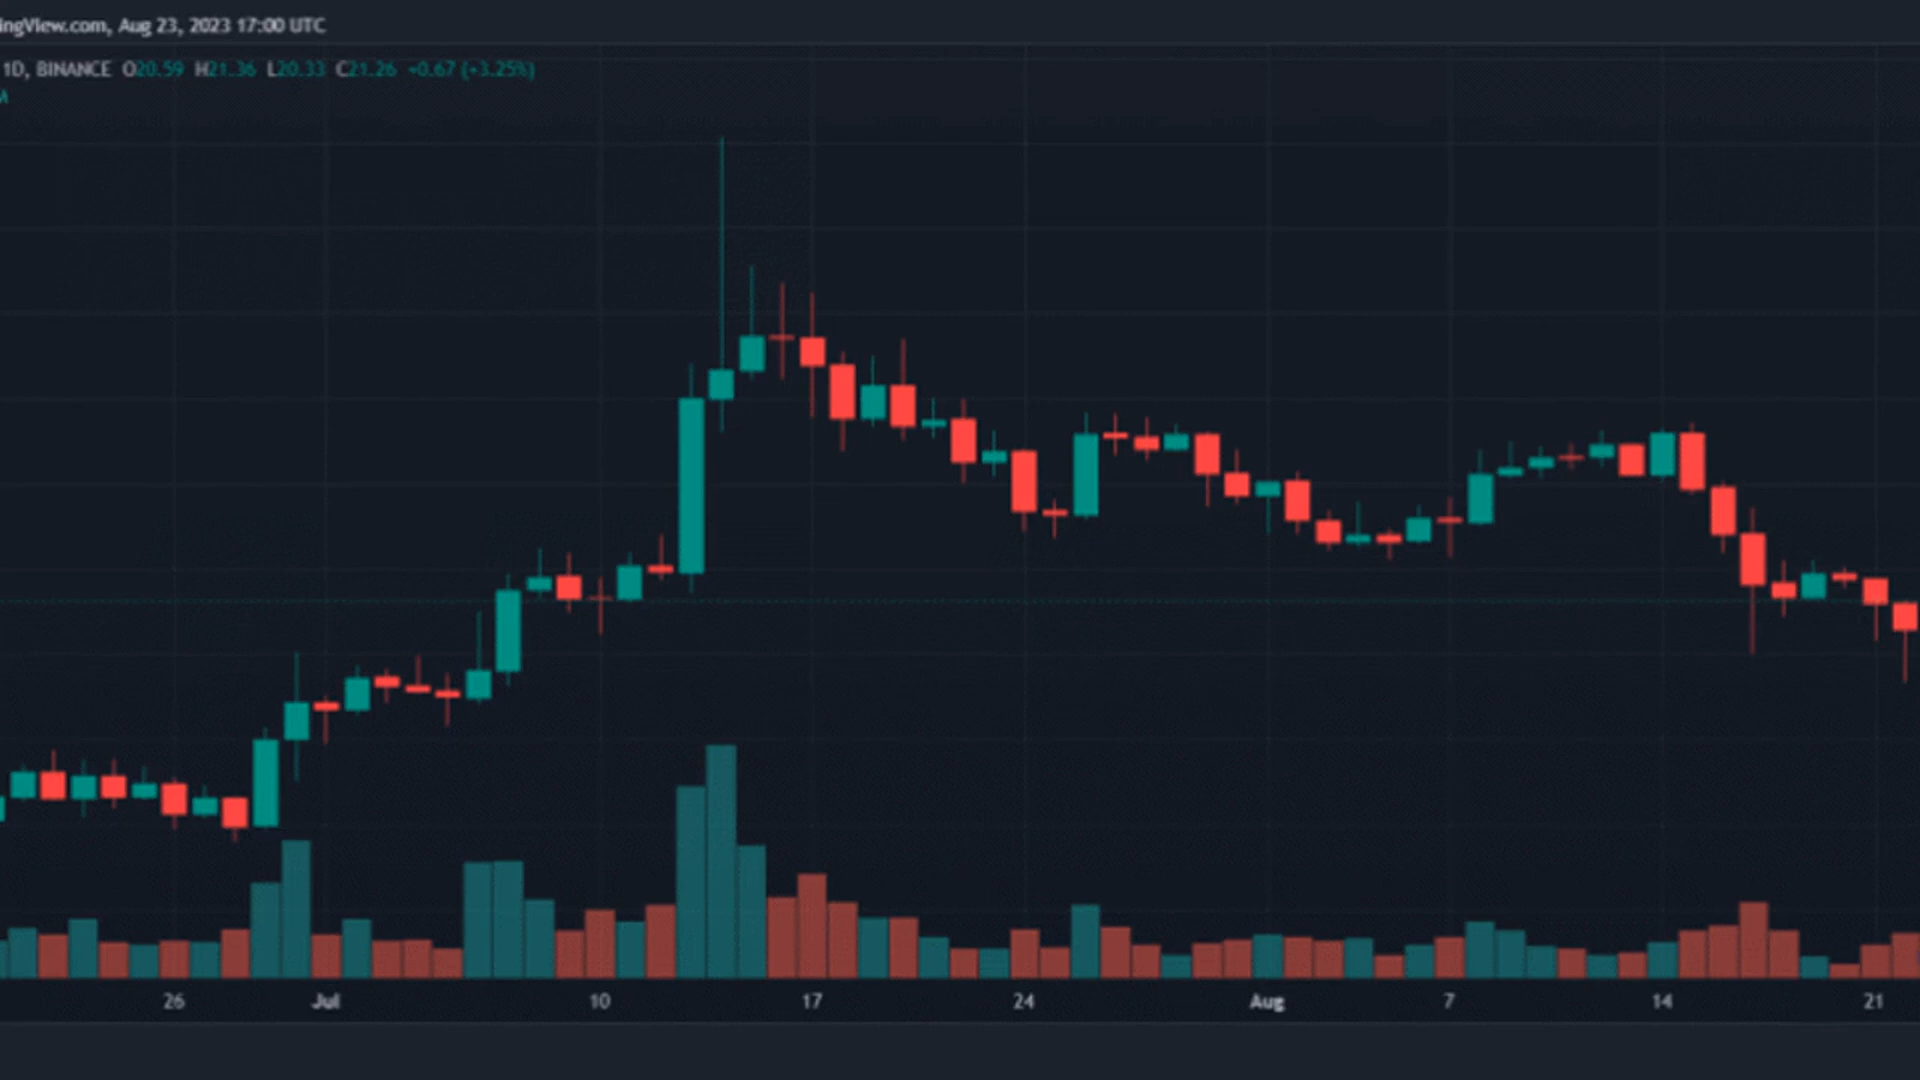 ingView.com, Aug 23, 2023 17:00 UTC
1D, BINANCE O20.59 H21.36 L20.33 C21.26 +0.67 (+3.25%)
M
26 Jul 10 17 24 Aug 7 14 21